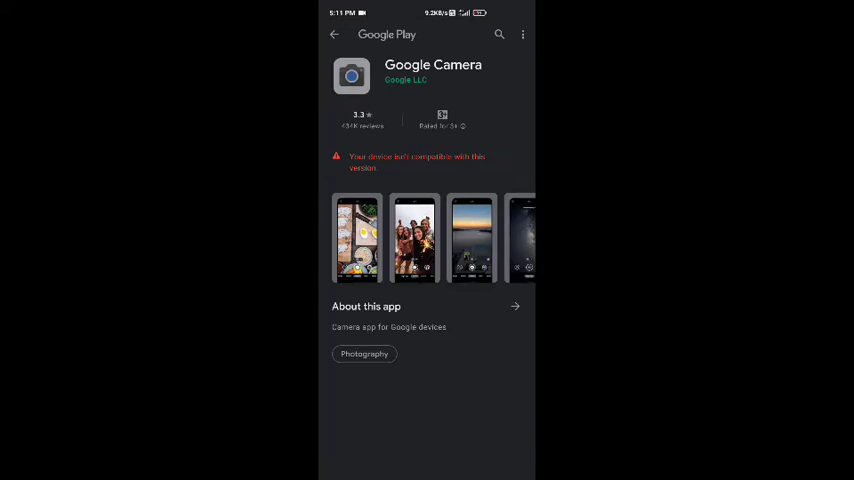 5:11 PM 9.2KB/s
Google Play
Google Camera
Google LLC
3.3★
434K reviews
3+
Rated for 3+
Your device isn't compatible with this
version.
About this app
Camera app for Google devices
Photography